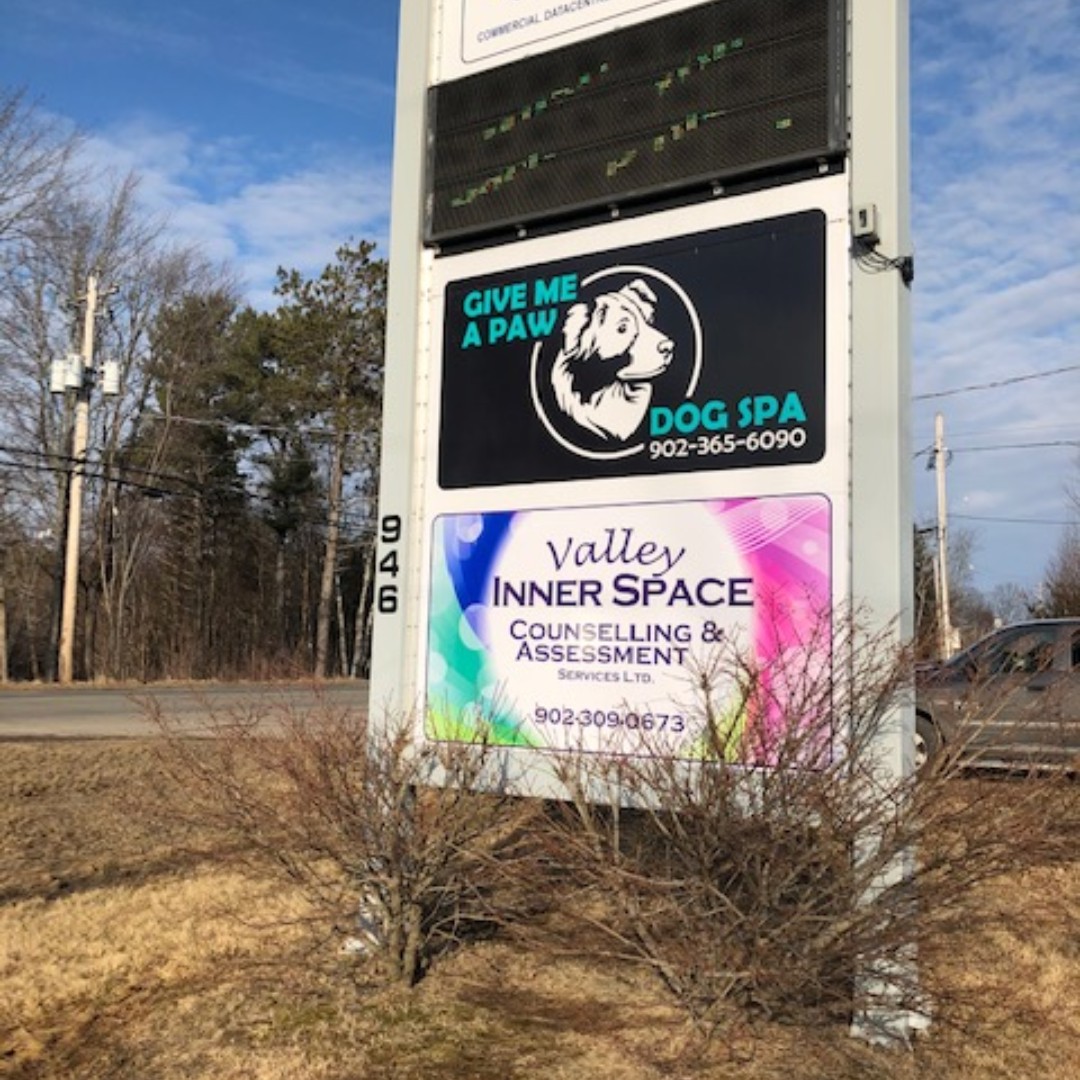 COMMERCIAL DATACENTRE
GIVE ME
A PAW
DOG SPA
902-365-6090
946
Valley
INNER SPACE
COUNSELLING &
ASSESSMENT
SERVICES LTD.
902-309-0673